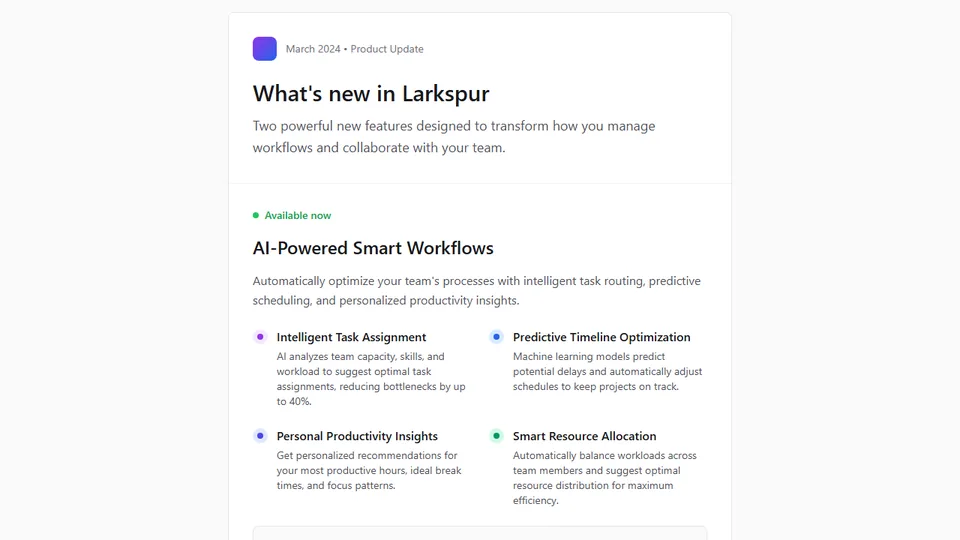 March 2024 • Product Update
What's new in Larkspur
Two powerful new features designed to transform how you manage
workflows and collaborate with your team.
Available now
AI-Powered Smart Workflows
Automatically optimize your team's processes with intelligent task routing, predictive
scheduling, and personalized productivity insights.
Intelligent Task Assignment
AI analyzes team capacity, skills, and
workload to suggest optimal task
assignments, reducing bottlenecks by up
to 40%.
Predictive Timeline Optimization
Machine learning models predict
potential delays and automatically adjust
schedules to keep projects on track.
Personal Productivity Insights
Get personalized recommendations for
your most productive hours, ideal break
times, and focus patterns.
Smart Resource Allocation
Automatically balance workloads across
team members and suggest optimal
resource distribution for maximum
efficiency.